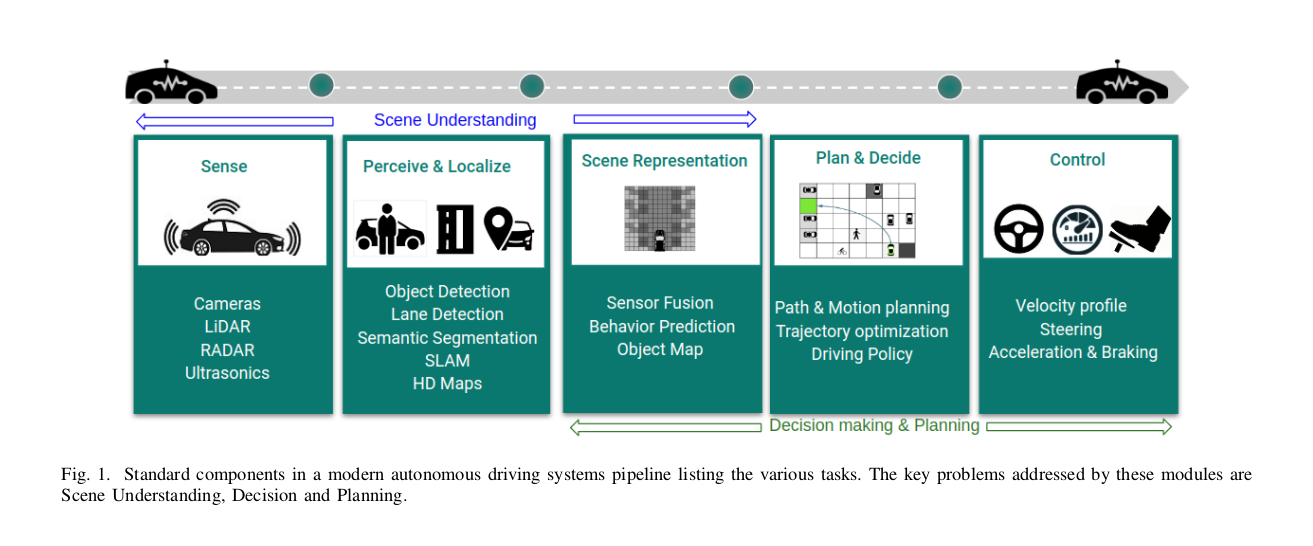 Scene Understanding
Sense
Cameras
LiDAR
RADAR
Ultrasonics
Perceive & Localize
Object Detection
Lane Detection
Semantic Segmentation
SLAM
HD Maps
Scene Representation
Sensor Fusion
Behavior Prediction
Object Map
Plan & Decide
Path & Motion planning
Trajectory optimization
Driving Policy
Control
Velocity profile
Steering
Acceleration & Braking
Decision making & Planning
Fig. 1. Standard components in a modern autonomous driving systems pipeline listing the various tasks. The key problems addressed by these modules are
Scene Understanding, Decision and Planning.